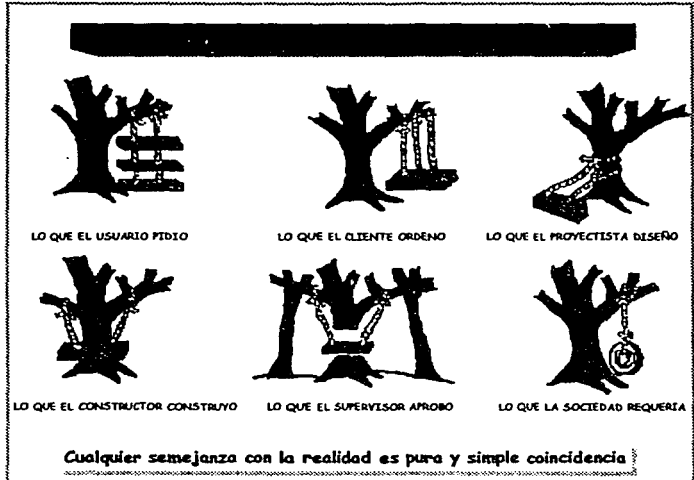 LO QUE EL USUARIO PIDIO
LO QUE EL CLIENTE ORDENO
LO QUE EL PROYECTISTA DISEÑO
LO QUE EL CONSTRUCTOR CONSTRUYO
LO QUE EL SUPERVISOR APROBO
LO QUE LA SOCIEDAD REQUERIA
Cualquier semejanza con la realidad es pura y simple coincidencia